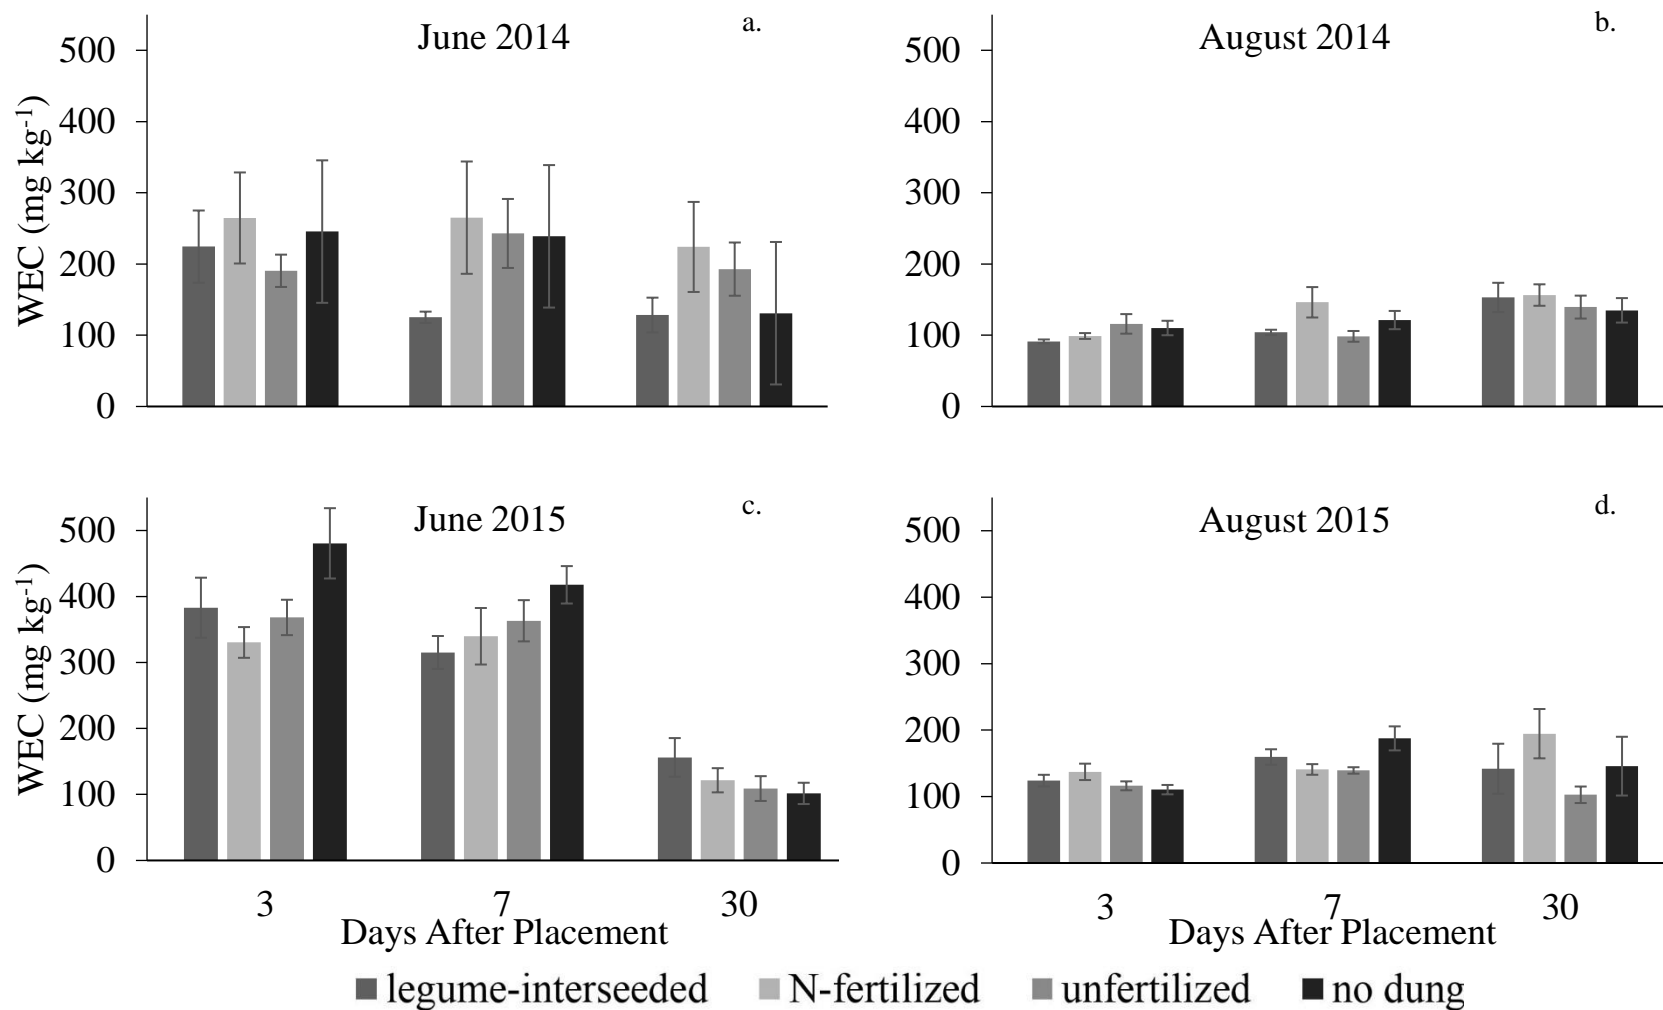 June 2014
a.
500
400
300
200
100
0
WEC (mg kg-1)
August 2014
b.
500
400
300
200
100
0
June 2015
c.
500
400
300
200
100
0
WEC (mg kg-1)
3
7
30
Days After Placement
August 2015
d.
500
400
300
200
100
0
3
7
30
Days After Placement
legume-interseeded N-fertilized unfertilized no dung